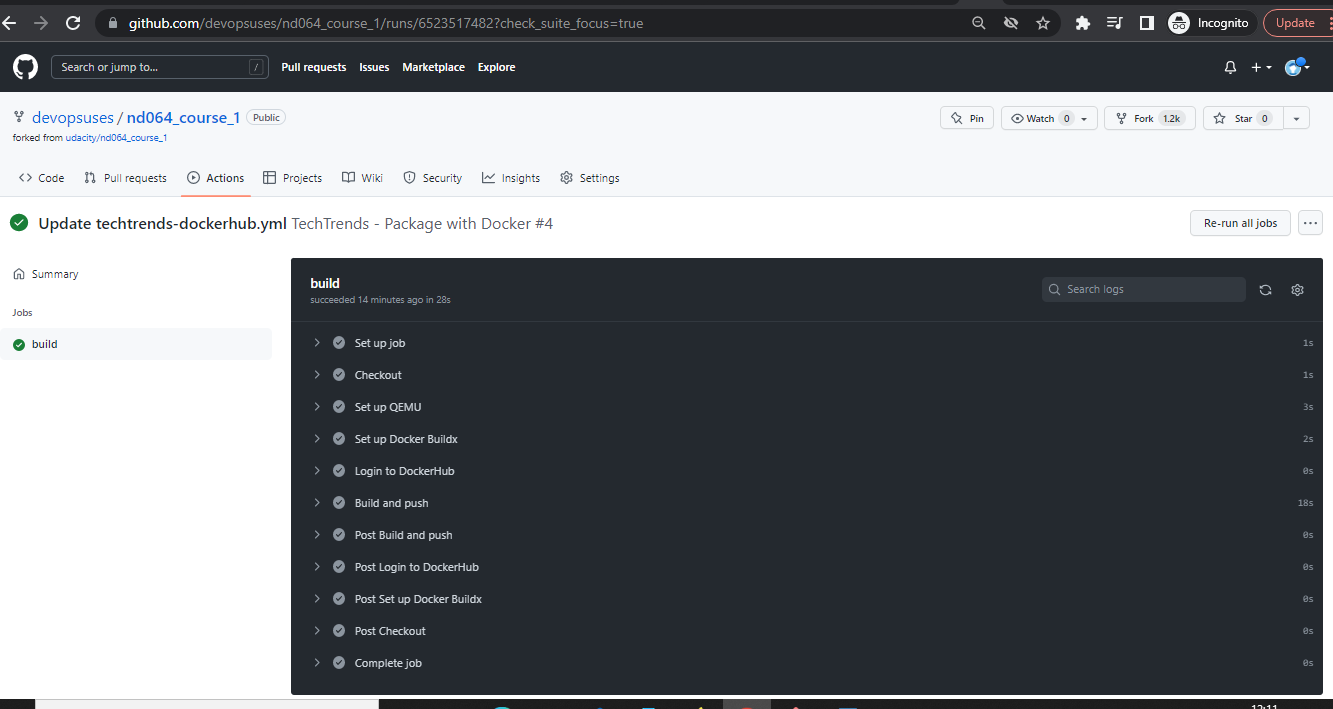 github.com/devopsuses/nd064_course_1/runs/6523517482?check_suite_focus=true Incognito Update
Search or jump to... / Pull requests Issues Marketplace Explore
devopsuses / nd064_course_1 Public Pin Watch 0 Fork 1.2k Star 0
forked from udacity/nd064_course_1
Code Pull requests Actions Projects Wiki Security Insights Settings
Update techtrends-dockerhub.yml TechTrends - Package with Docker #4 Re-run all jobs ...
Summary
Jobs
build
build
succeeded 14 minutes ago in 28s
Search logs
Set up job 1s
Checkout 1s
Set up QEMU 3s
Set up Docker Buildx 2s
Login to DockerHub 0s
Build and push 18s
Post Build and push 0s
Post Login to DockerHub 0s
Post Set up Docker Buildx 0s
Post Checkout 0s
Complete job 0s